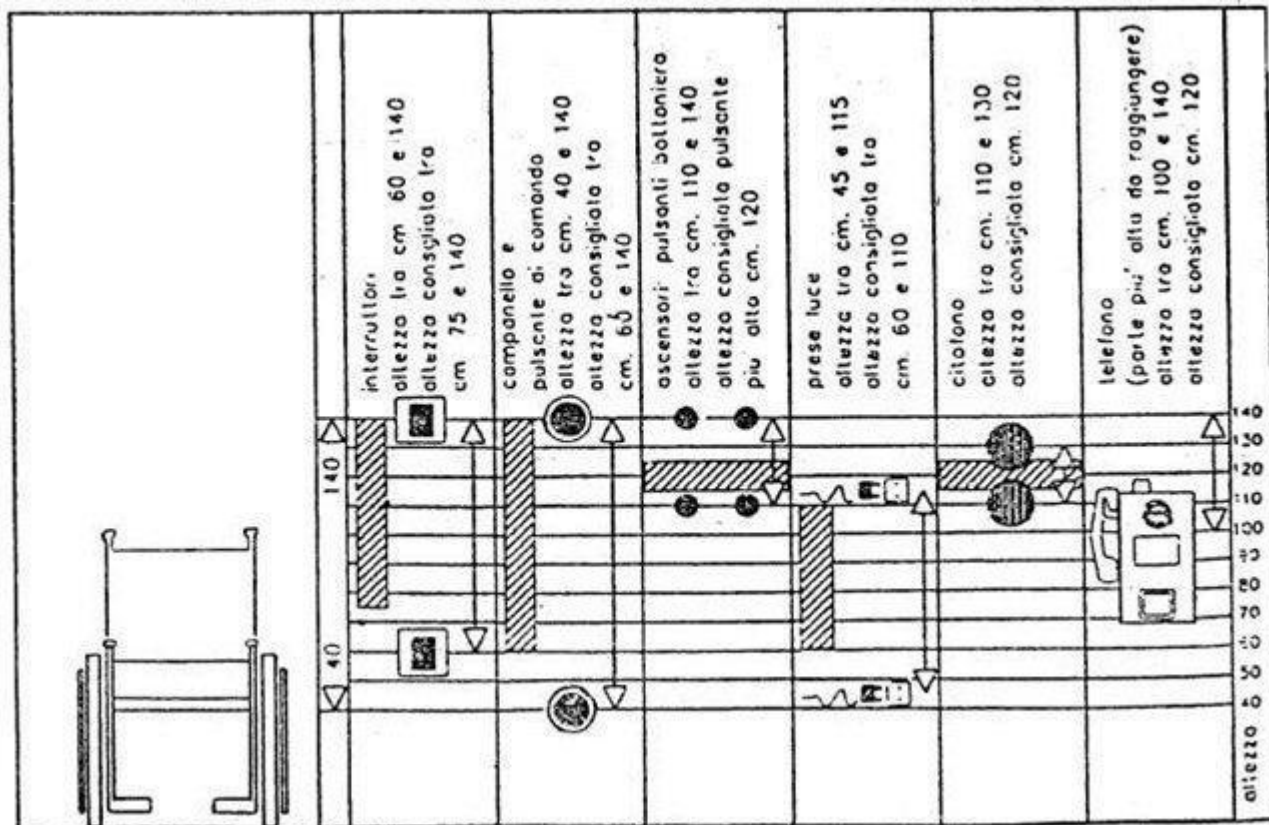 interruttori
altezza tra cm 60 e 140
altezza consigliata tra
cm 75 e 140
campanello e
pulsante di comando
altezza tra cm. 40 e 140
altezza consigliata tra
cm. 60 e 140
ascensori pulsanti bottoniera
altezza tra cm. 110 e 140
altezza consigliata pulsante
piu alto cm. 120
prese luce
altezza tra cm. 45 e 115
altezza consigliata tra
cm. 60 e 110
citofono
altezza tra cm. 110 e 130
altezza consigliata cm. 120
telefono
(parte piu' alta da raggiungere)
altezza tra cm. 100 e 140
altezza consigliata cm. 120
140
40
140
130
120
110
100
90
80
70
60
50
40
altezza